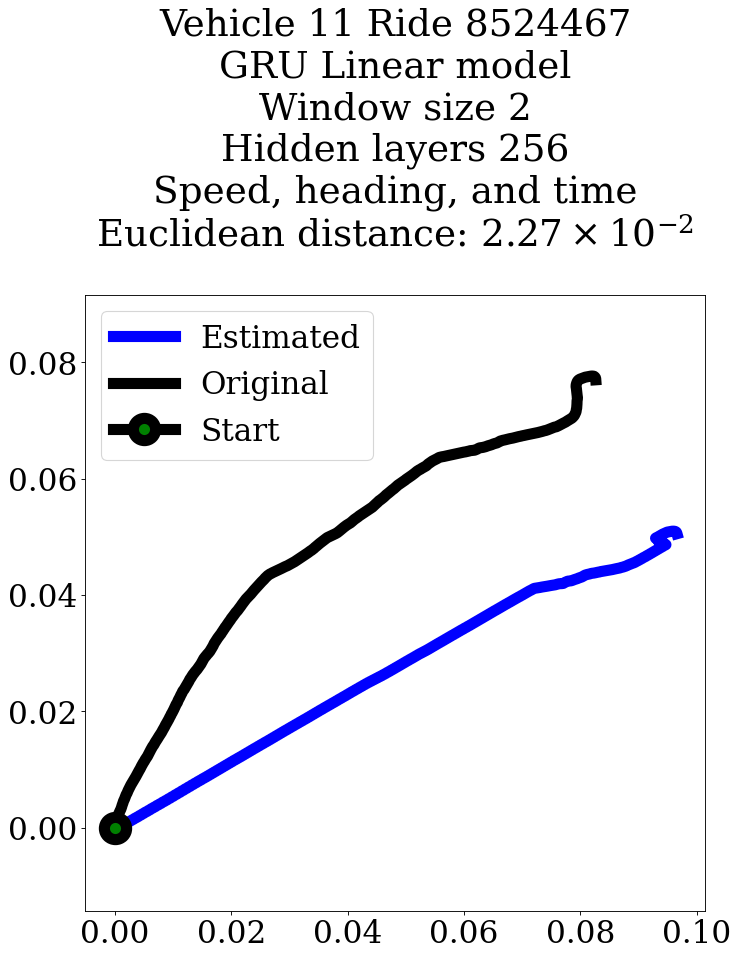 Vehicle 11 Ride 8524467
GRU Linear model
Window size 2
Hidden layers 256
Speed, heading, and time
Euclidean distance: 2.27 × 10⁻²
Estimated
Original
Start
0.08
0.06
0.04
0.02
0.00
0.00 0.02 0.04 0.06 0.08 0.10